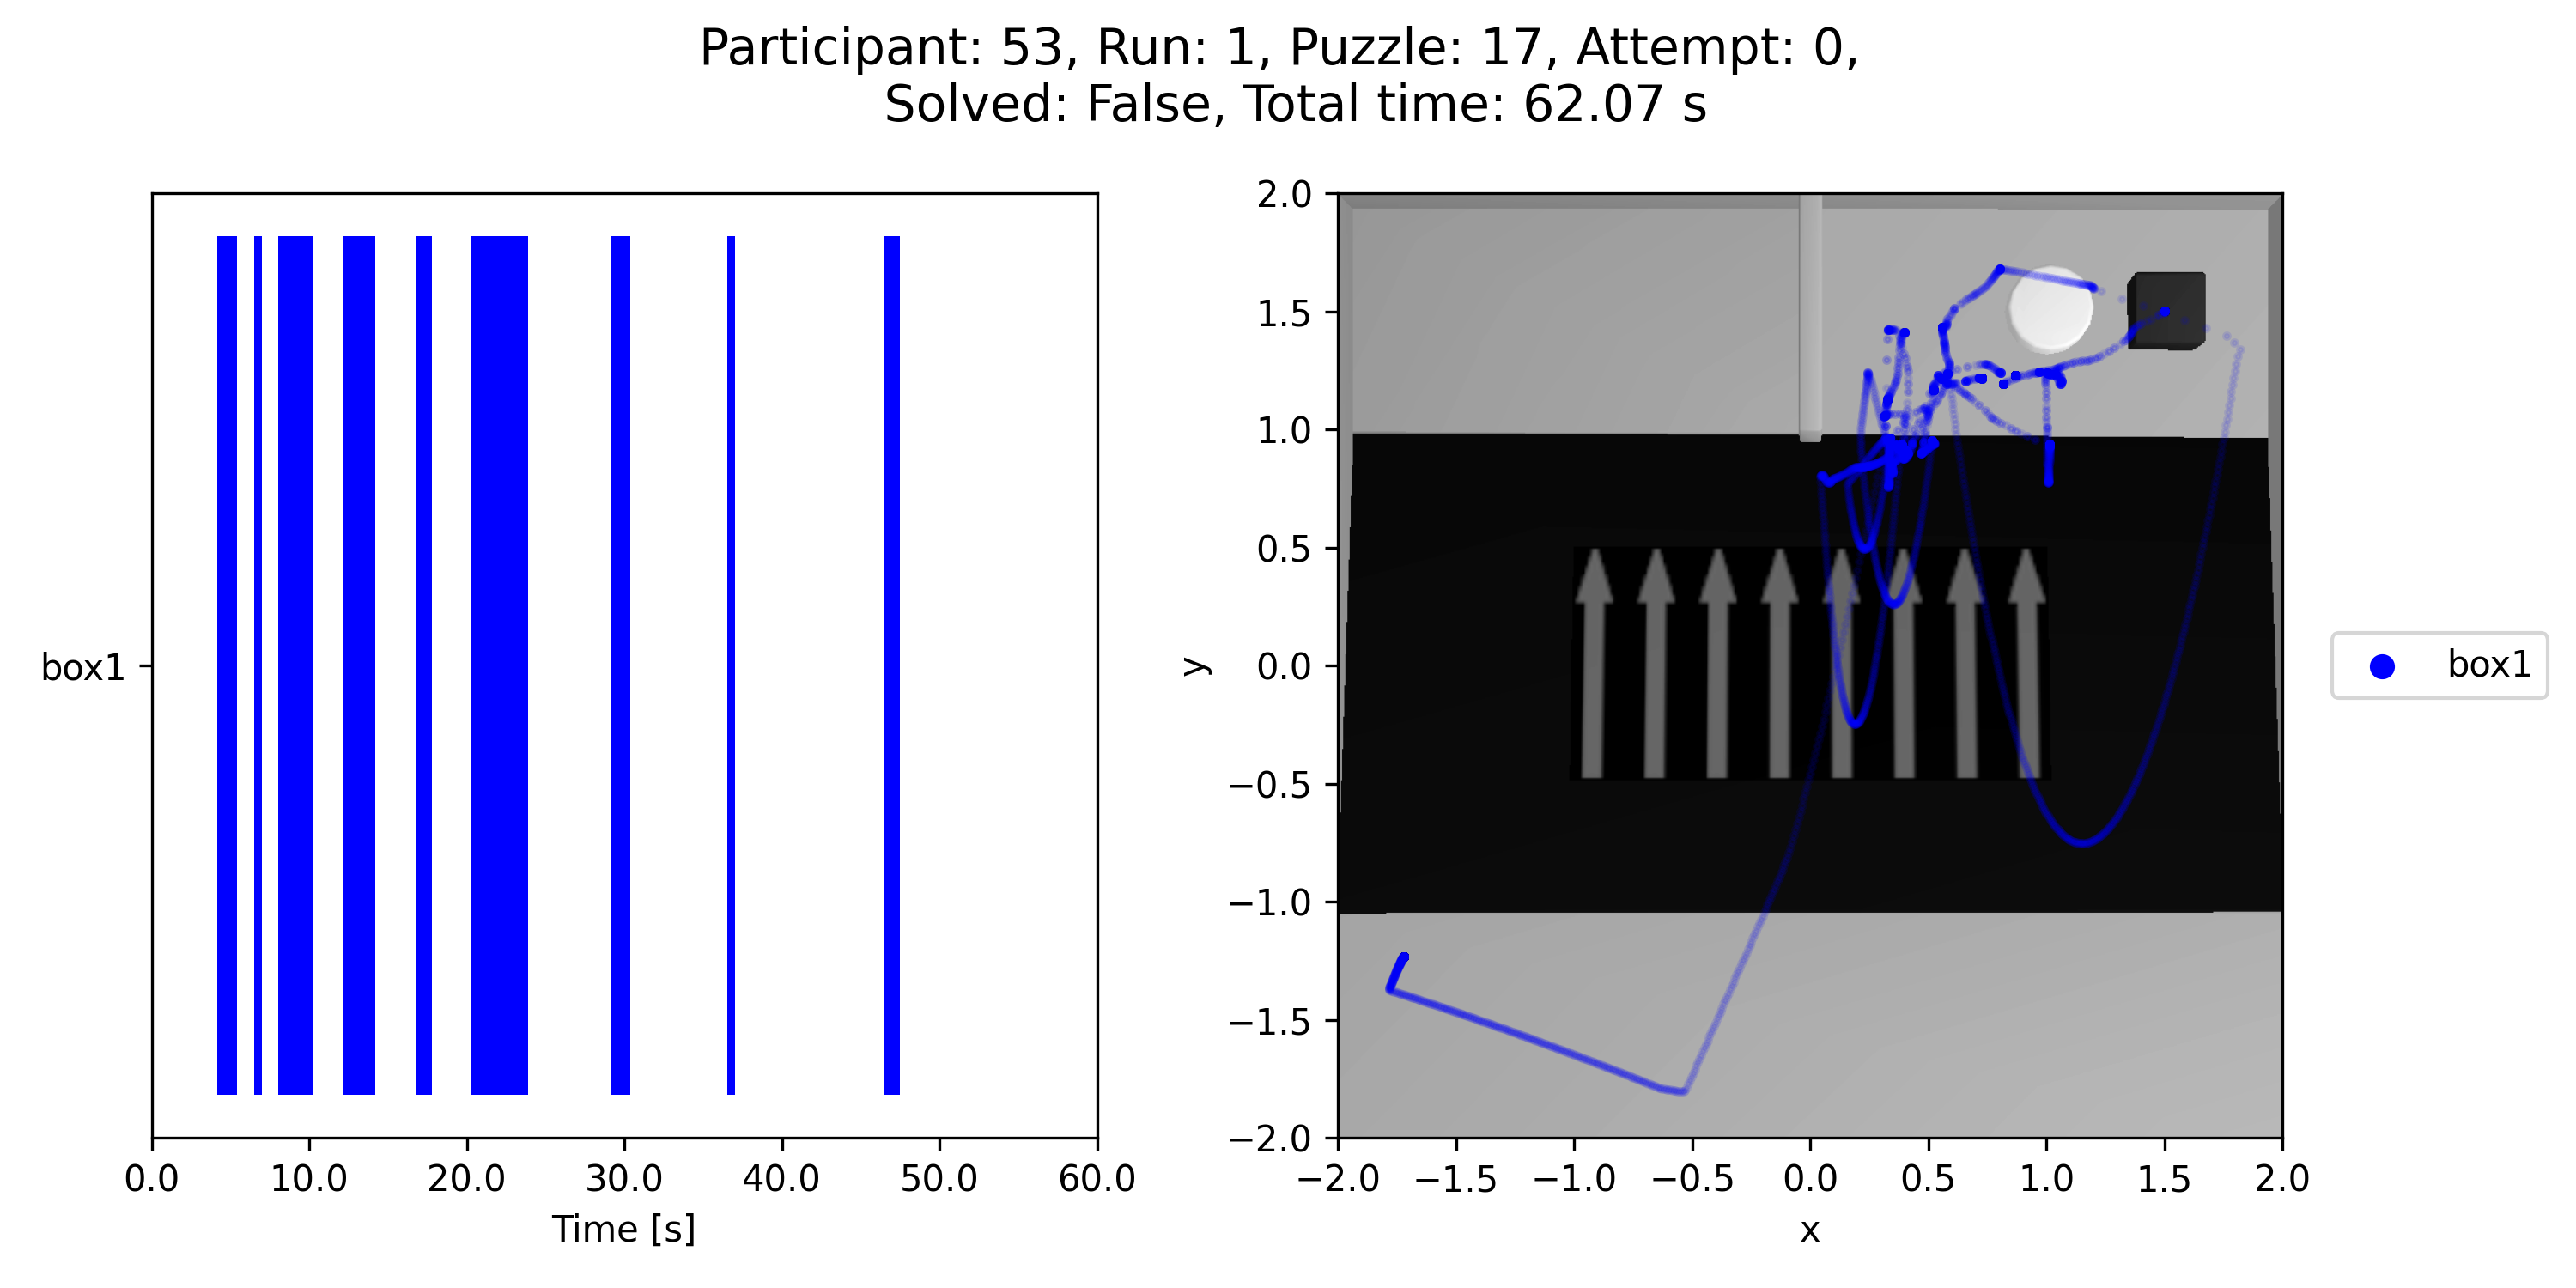 Participant: 53, Run: 1, Puzzle: 17, Attempt: 0,
Solved: False, Total time: 62.07 s
box1
0.0 10.0 20.0 30.0 40.0 50.0 60.0
Time [s]
2.0
1.5
1.0
0.5
0.0
−0.5
−1.0
−1.5
−2.0
y
−2.0 −1.5 −1.0 −0.5 0.0 0.5 1.0 1.5 2.0
x
box1